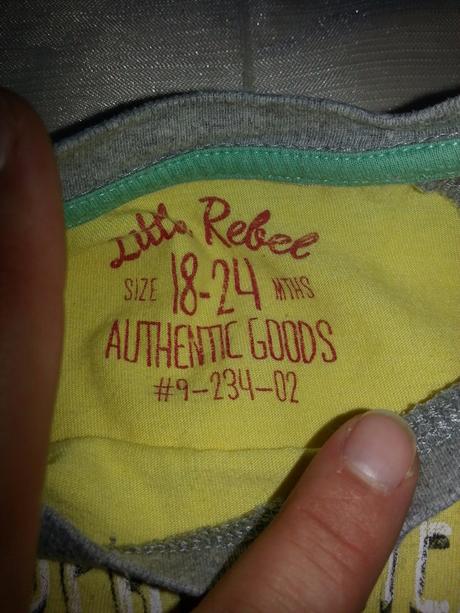 Little Rebel
SIZE 18-24 MTHS
AUTHENTIC GOODS
#9-234-02